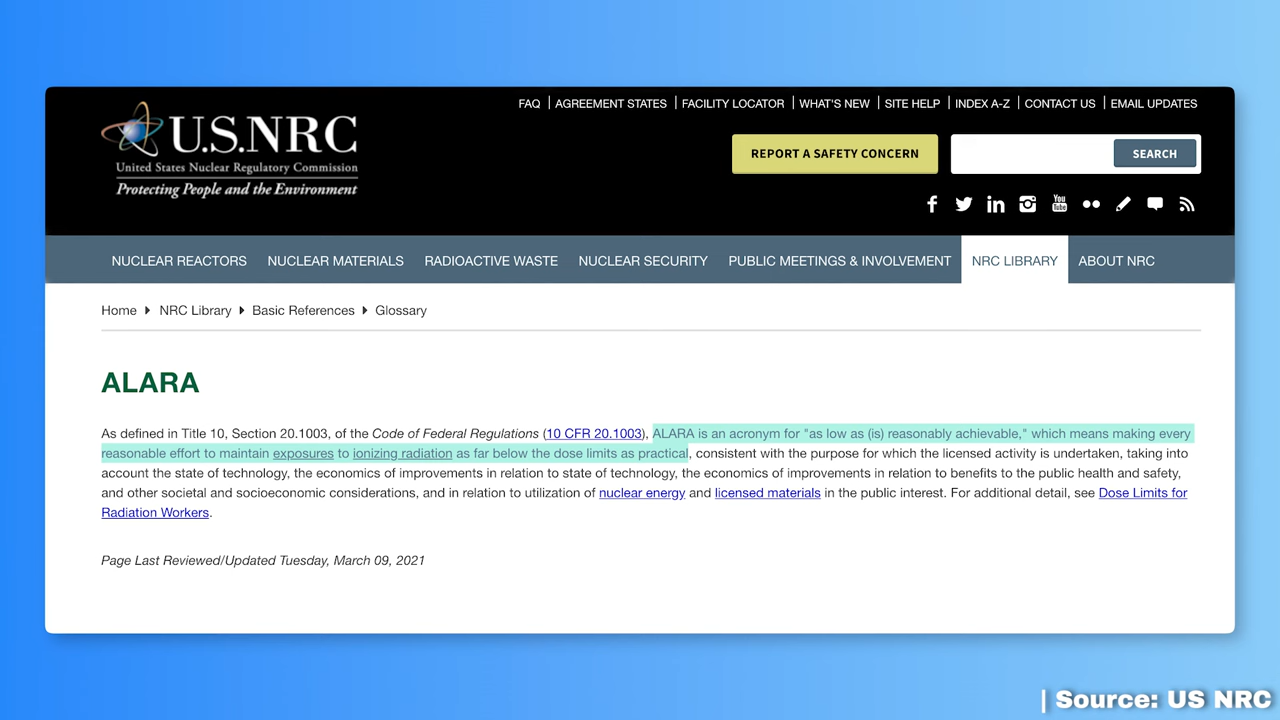 FAQ | AGREEMENT STATES | FACILITY LOCATOR | WHAT'S NEW | SITE HELP | INDEX A-Z | CONTACT US | EMAIL UPDATES
U.S.NRC
United States Nuclear Regulatory Commission
Protecting People and the Environment
REPORT A SAFETY CONCERN
SEARCH
You Tube
NUCLEAR REACTORS NUCLEAR MATERIALS RADIOACTIVE WASTE NUCLEAR SECURITY PUBLIC MEETINGS & INVOLVEMENT NRC LIBRARY ABOUT NRC
Home NRC Library Basic References Glossary
ALARA
As defined in Title 10, Section 20.1003, of the Code of Federal Regulations (10 CFR 20.1003), ALARA is an acronym for "as low as (is) reasonably achievable," which means making every
reasonable effort to maintain exposures to ionizing radiation as far below the dose limits as practical, consistent with the purpose for which the licensed activity is undertaken, taking into
account the state of technology, the economics of improvements in relation to state of technology, the economics of improvements in relation to benefits to the public health and safety,
and other societal and socioeconomic considerations, and in relation to utilization of nuclear energy and licensed materials in the public interest. For additional detail, see Dose Limits for
Radiation Workers.
Page Last Reviewed/Updated Tuesday, March 09, 2021
| Source: US NRC